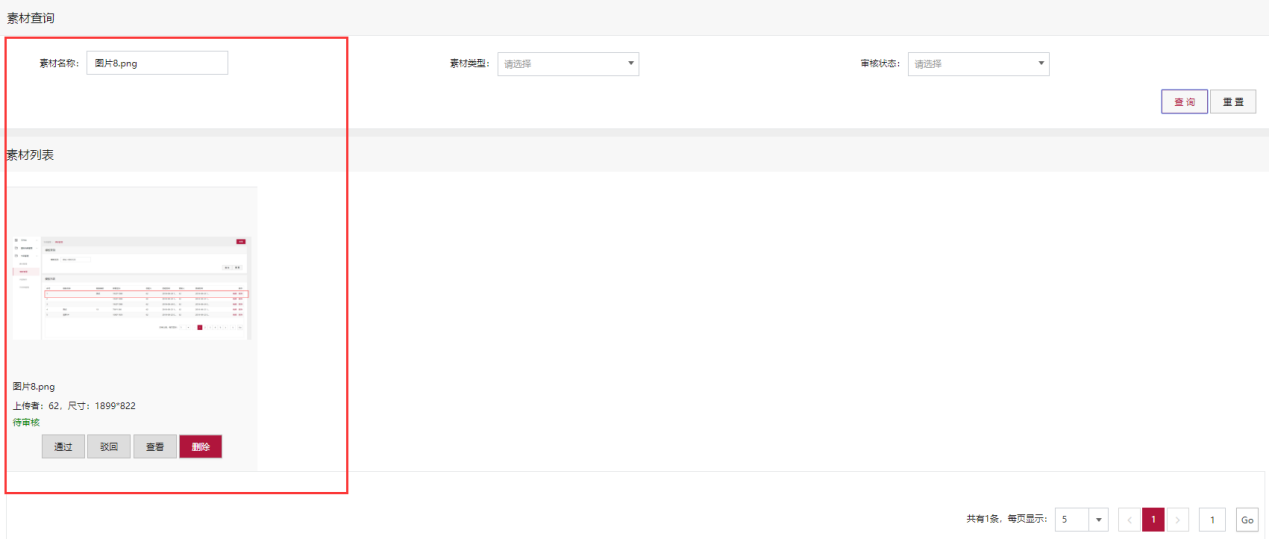 素材查询
素材名称： 图片8.png 素材类型： 请选择 审核状态： 请选择
查询 重置
素材列表
图片8.png
上传者：62，尺寸：1899*822
待审核
通过 驳回 查看 删除
共有1条，每页显示： 5 1 1 Go